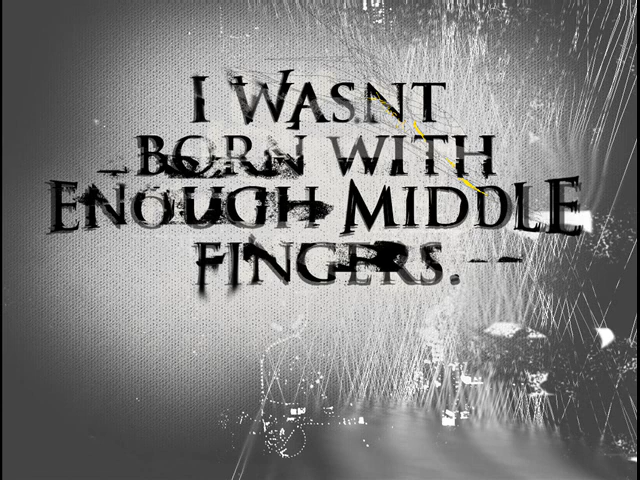 I WASNT
BORN WITH
ENOUGH MIDDLE
FINGERS.